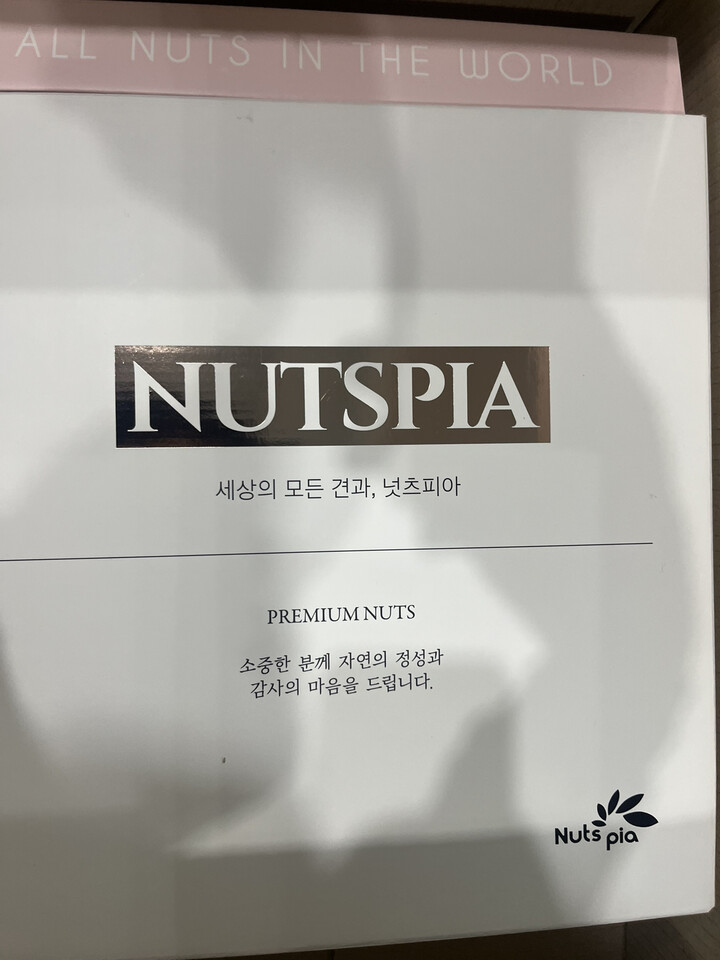 ALL NUTS IN THE WORLD
NUTSPIA
세상의 모든 견과, 넛츠피아
PREMIUM NUTS
소중한 분께 자연의 정성과
감사의 마음을 드립니다.
Nuts pia